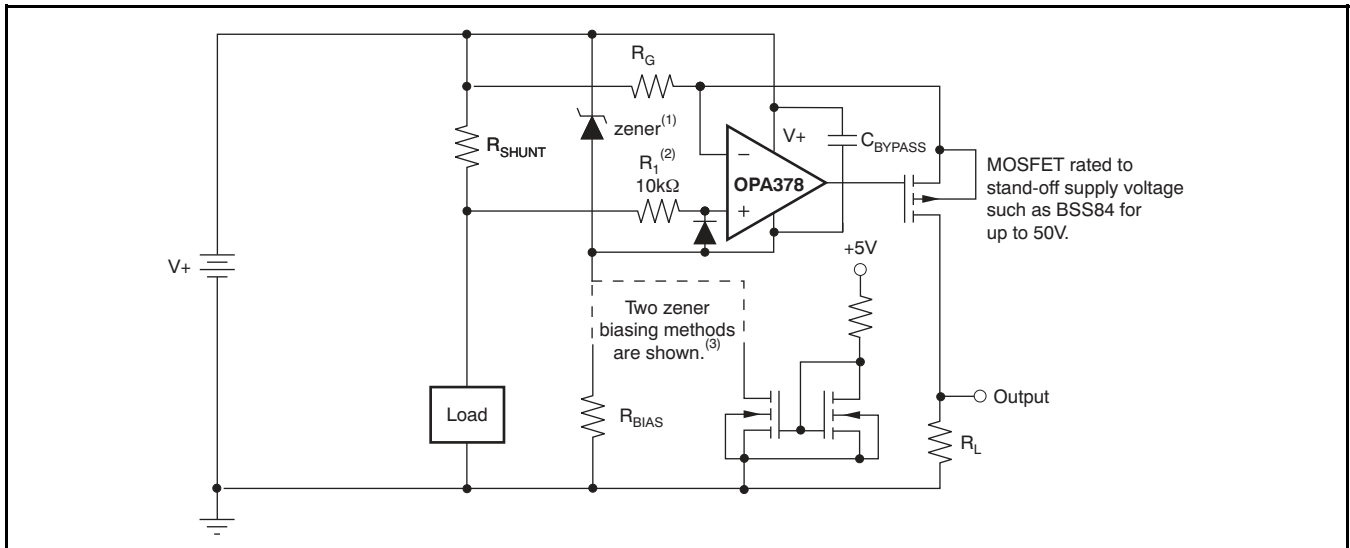 R_G
zener(1)
V+
C_BYPASS
R_SHUNT
R_1(2)
10kΩ
−
OPA378
+
MOSFET rated to
stand-off supply voltage
such as BSS84 for
up to 50V.
+5V
V+
Two zener
biasing methods
are shown.(3)
Load
R_BIAS
Output
R_L